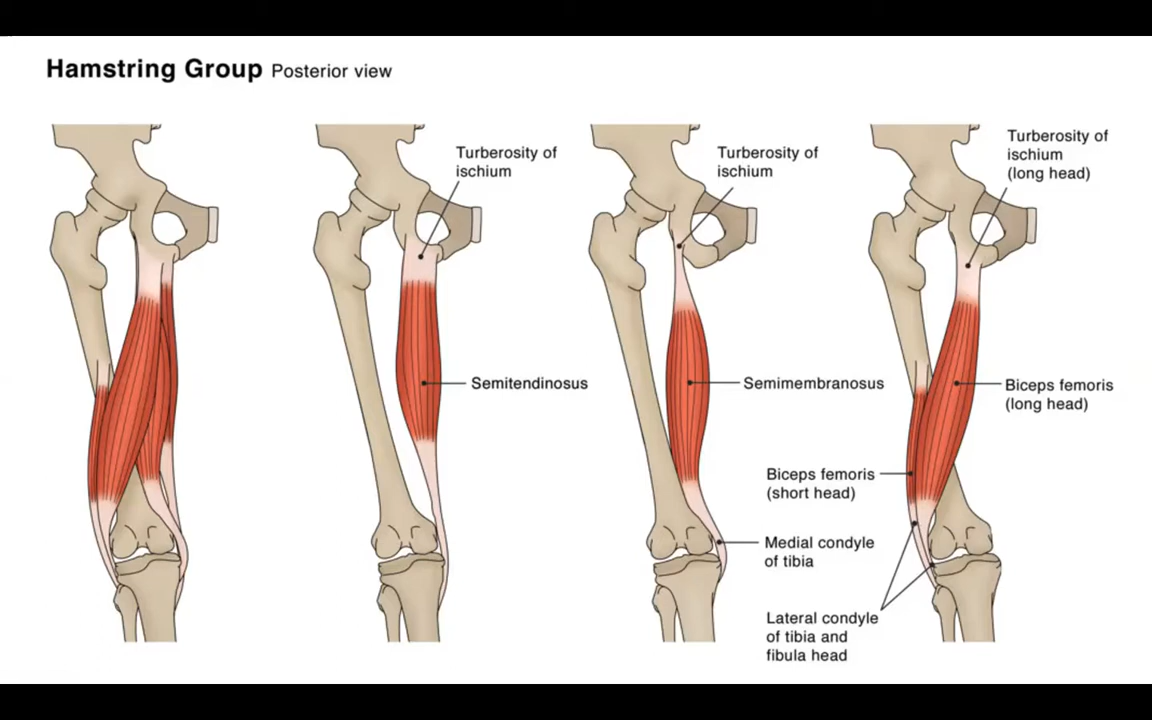 Hamstring Group Posterior view
Turberosity of
ischium
Semitendinosus
Turberosity of
ischium
Semimembranosus
Medial condyle
of tibia
Turberosity of
ischium
(long head)
Biceps femoris
(long head)
Biceps femoris
(short head)
Lateral condyle
of tibia and
fibula head